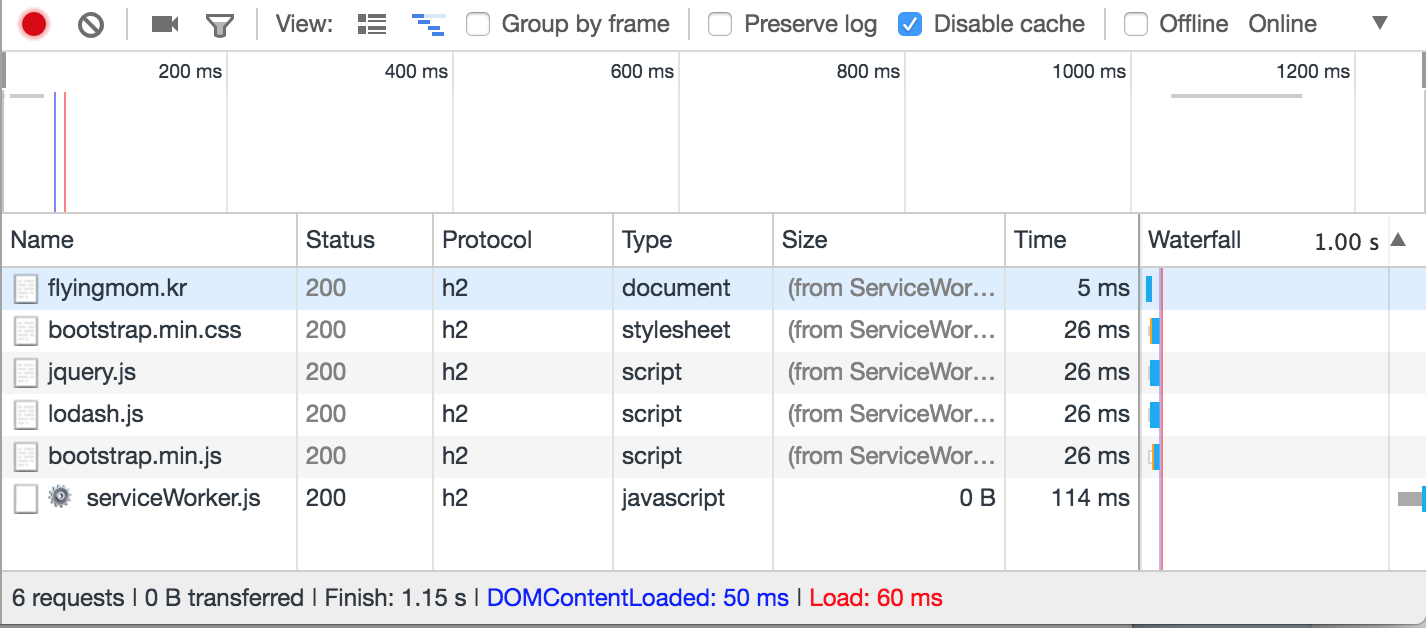 View: Group by frame Preserve log Disable cache Offline Online
200 ms 400 ms 600 ms 800 ms 1000 ms 1200 ms
Name Status Protocol Type Size Time Waterfall 1.00 s
flyingmom.kr 200 h2 document (from ServiceWor... 5 ms
bootstrap.min.css 200 h2 stylesheet (from ServiceWor... 26 ms
jquery.js 200 h2 script (from ServiceWor... 26 ms
lodash.js 200 h2 script (from ServiceWor... 26 ms
bootstrap.min.js 200 h2 script (from ServiceWor... 26 ms
serviceWorker.js 200 h2 javascript 0 B 114 ms
6 requests | 0 B transferred | Finish: 1.15 s | DOMContentLoaded: 50 ms | Load: 60 ms